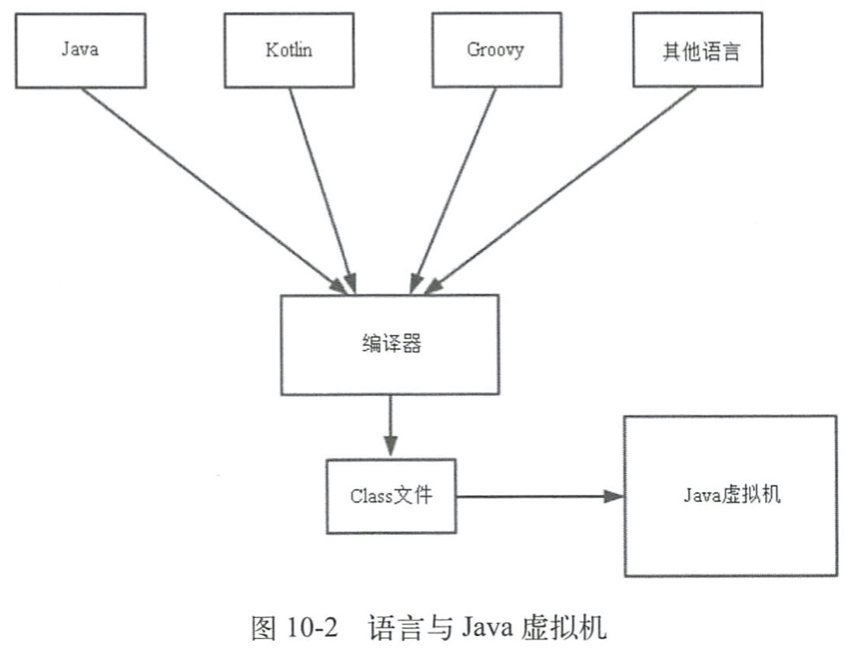 Java
Kotlin
Groovy
其他语言
编译器
Class文件
Java虚拟机
图 10-2 语言与 Java 虚拟机